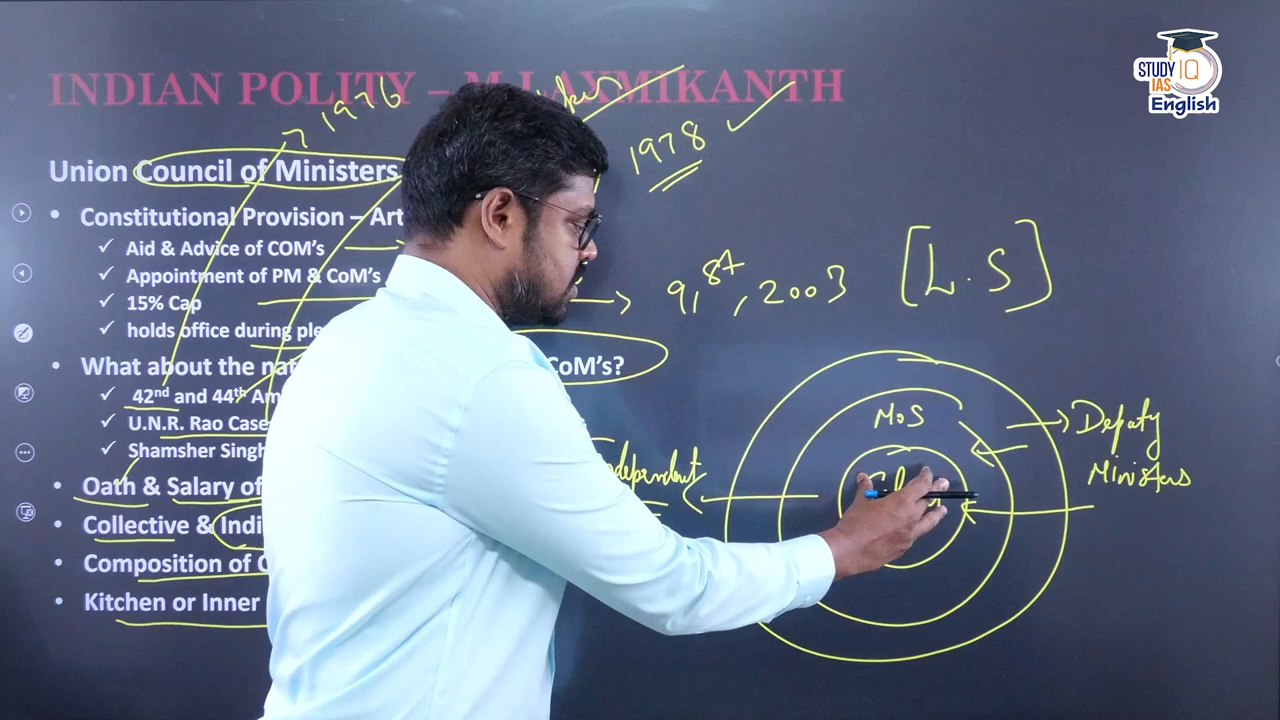 STUDY IQ
IAS
English
INDIAN POLITY – M LAXMIKANTH
1976
1978
Union Council of Ministers
• Constitutional Provision – Art
✓ Aid & Advice of COM's
✓ Appointment of PM & CoM's
✓ 15% Cap
✓ holds office during ple
→ 91st, 2003 [L.S]
• What about the nat CoM's?
✓ 42nd and 44th Am
✓ U.N.R. Rao Case
✓ Shamsher Singh
• Oath & Salary of
• Collective & Indi
• Composition of C
• Kitchen or Inner
MoS
Deputy
Ministers
dependent